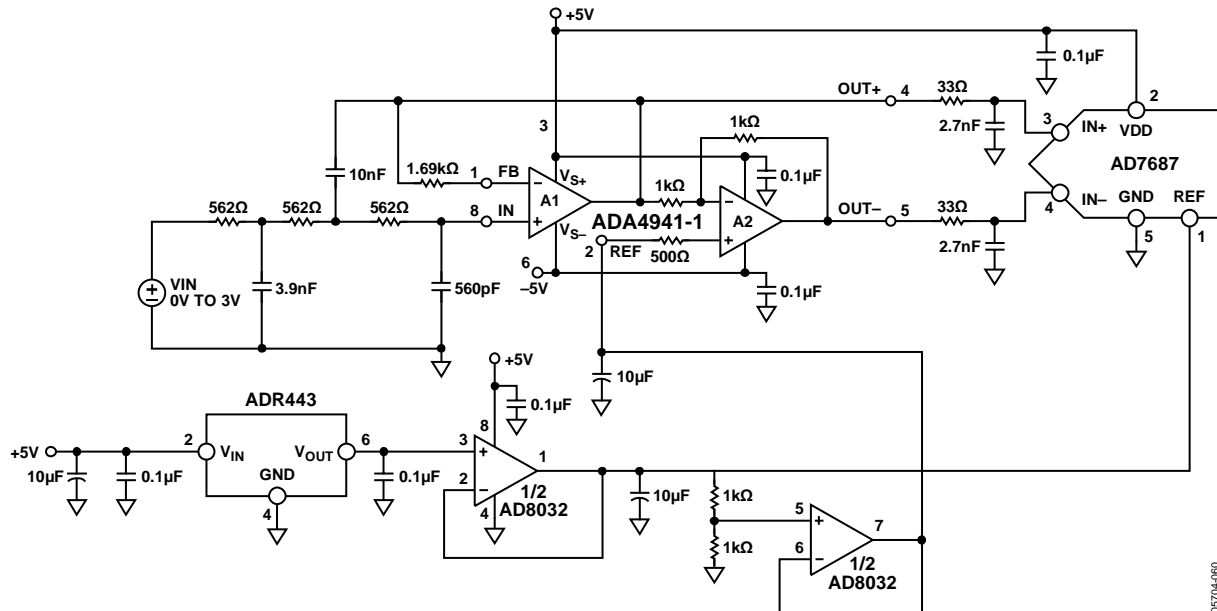 +5V
0.1µF
OUT+ 4
33Ω
2
2.7nF
3
IN+
VDD
AD7687
3
1kΩ
10nF
1.69kΩ
1
FB
VS+
0.1µF
A1
1kΩ
562Ω
562Ω
562Ω
8
IN
ADA4941-1
A2
OUT– 5
33Ω
4
IN–
GND
REF
VS–
2
REF
500Ω
2.7nF
5
1
6
–5V
VIN
0V TO 3V
3.9nF
560pF
0.1µF
+5V
10µF
ADR443
0.1µF
8
+5V
2
VIN
VOUT
6
3
+
1
10µF
0.1µF
GND
0.1µF
2
–
10µF
1kΩ
4
1/2
AD8032
4
1kΩ
5
+
7
6
–
1/2
AD8032
05704-060